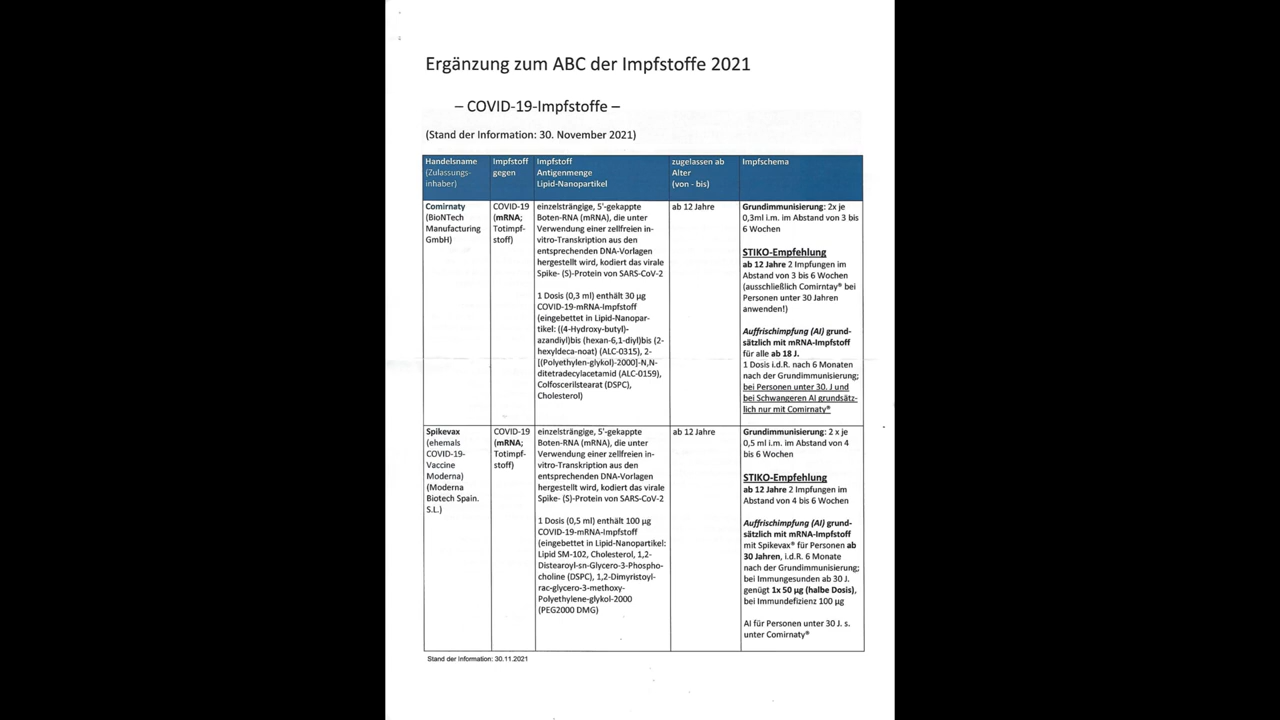 Ergänzung zum ABC der Impfstoffe 2021
– COVID-19-Impfstoffe –
(Stand der Information: 30. November 2021)
Handelsname
(Zulassungs-
inhaber)
Impfstoff
gegen
Impfstoff
Antigenmenge
Lipid-Nanopartikel
zugelassen ab
Alter
(von - bis)
Impfschema
Comirnaty
(BioNTech
Manufacturing
GmbH)
COVID-19
(mRNA;
Totimpf-
stoff)
einzelsträngige, 5'-gekappte
Boten-RNA (mRNA), die unter
Verwendung einer zellfreien in-
vitro-Transkription aus den
entsprechenden DNA-Vorlagen
hergestellt wird, kodiert das virale
Spike- (S)-Protein von SARS-CoV-2
1 Dosis (0,3 ml) enthält 30 µg
COVID-19-mRNA-Impfstoff
(eingebettet in Lipid-Nanopar-
tikel: ((4-Hydroxy-butyl)-
azandiyl)bis (hexan-6,1-diyl)bis (2-
hexyldeca-noat) (ALC-0315), 2-
[(Polyethylen-glykol)-2000]-N,N-
ditetradecylacetamid (ALC-0159),
Colfoscerilstearat (DSPC),
Cholesterol)
ab 12 Jahre
Grundimmunisierung: 2x je
0,3ml i.m. im Abstand von 3 bis
6 Wochen
STIKO-Empfehlung
ab 12 Jahre 2 Impfungen im
Abstand von 3 bis 6 Wochen
(ausschließlich Comirntay® bei
Personen unter 30 Jahren
anwenden!)
Auffrischimpfung (AI) grund-
sätzlich mit mRNA-Impfstoff
für alle ab 18 J.
1 Dosis i.d.R. nach 6 Monaten
nach der Grundimmunisierung;
bei Personen unter 30. J und
bei Schwangeren AI grundsätz-
lich nur mit Comirnaty®
Spikevax
(ehemals
COVID-19-
Vaccine
Moderna)
(Moderna
Biotech Spain.
S.L.)
COVID-19
(mRNA;
Totimpf-
stoff)
einzelsträngige, 5'-gekappte
Boten-RNA (mRNA), die unter
Verwendung einer zellfreien in-
vitro-Transkription aus den
entsprechenden DNA-Vorlagen
hergestellt wird, kodiert das virale
Spike- (S)-Protein von SARS-CoV-2
1 Dosis (0,5 ml) enthält 100 µg
COVID-19-mRNA-Impfstoff
(eingebettet in Lipid-Nanopartikel:
Lipid SM-102, Cholesterol, 1,2-
Distearoyl-sn-Glycero-3-Phospho-
choline (DSPC), 1,2-Dimyristoyl-
rac-glycero-3-methoxy-
Polyethylene-glykol-2000
(PEG2000 DMG)
ab 12 Jahre
Grundimmunisierung: 2 x je
0,5 ml i.m. im Abstand von 4
bis 6 Wochen
STIKO-Empfehlung
ab 12 Jahre 2 Impfungen im
Abstand von 4 bis 6 Wochen
Auffrischimpfung (AI) grund-
sätzlich mit mRNA-Impfstoff
mit Spikevax® für Personen ab
30 Jahren, i.d.R. 6 Monate
nach der Grundimmunisierung;
bei Immungesunden ab 30 J.
genügt 1x 50 µg (halbe Dosis),
bei Immundefizienz 100 µg
AI für Personen unter 30 J. s.
unter Comirnaty®
Stand der Information: 30.11.2021